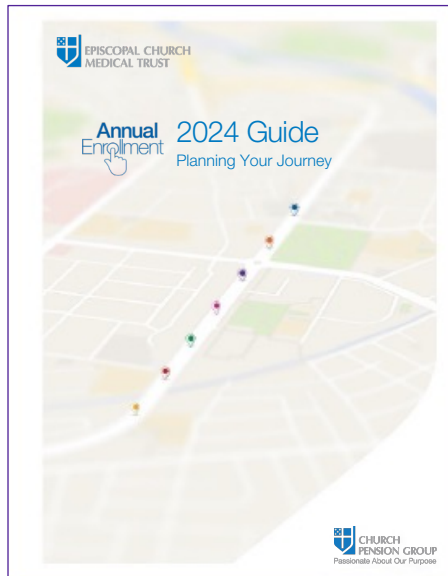 EPISCOPAL CHURCH
MEDICAL TRUST
Annual
Enrollment
2024 Guide
Planning Your Journey
CHURCH
PENSION GROUP
Passionate About Our Purpose